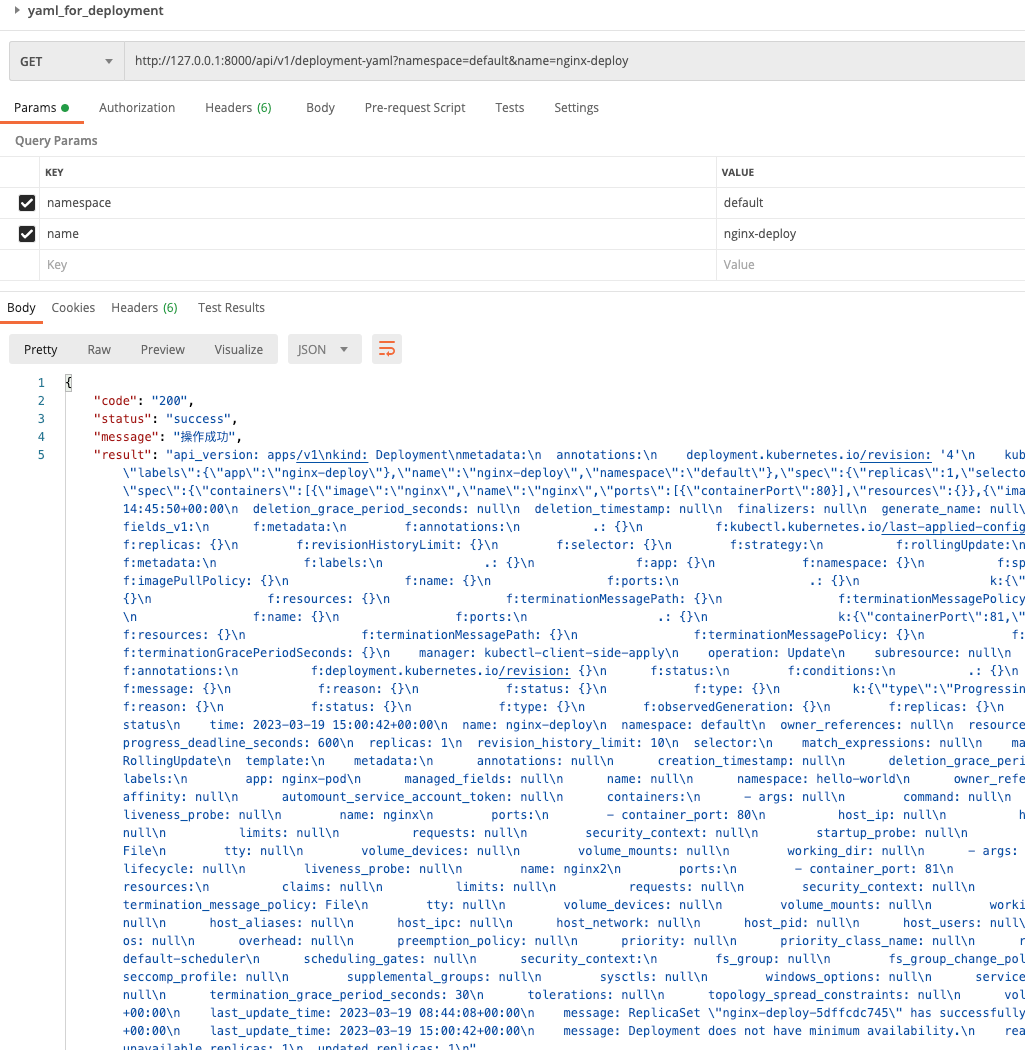 yaml_for_deployment
GET http://127.0.0.1:8000/api/v1/deployment-yaml?namespace=default&name=nginx-deploy
Params Authorization Headers (6) Body Pre-request Script Tests Settings
Query Params
KEY VALUE
namespace default
name nginx-deploy
Key Value
Body Cookies Headers (6) Test Results
Pretty Raw Preview Visualize JSON
1 {
2 "code": "200",
3 "status": "success",
4 "message": "操作成功",
5 "result": "api_version: apps/v1\nkind: Deployment\nmetadata:\n annotations:\n deployment.kubernetes.io/revision: '4'\n kub
\"labels\":{\"app\":\"nginx-deploy\"},\"name\":\"nginx-deploy\",\"namespace\":\"default\"},\"spec\":{\"replicas\":1,\"selecto
\"spec\":{\"containers\":[{\"image\":\"nginx\",\"name\":\"nginx\",\"ports\":[{\"containerPort\":80}],\"resources\":{}},{\"ima
14:45:50+00:00\n deletion_grace_period_seconds: null\n deletion_timestamp: null\n finalizers: null\n generate_name: null\
fields_v1:\n f:metadata:\n f:annotations:\n .: {}\n f:kubectl.kubernetes.io/last-applied-config
f:replicas: {}\n f:revisionHistoryLimit: {}\n f:selector: {}\n f:strategy:\n f:rollingUpdate:\n
f:metadata:\n f:labels:\n .: {}\n f:app: {}\n f:namespace: {}\n f:sp
f:imagePullPolicy: {}\n f:name: {}\n f:ports:\n .: {}\n k:{\"
{}\n f:resources: {}\n f:terminationMessagePath: {}\n f:terminationMessagePolicy
\n f:name: {}\n f:ports:\n .: {}\n k:{\"containerPort\":81,\"
f:resources: {}\n f:terminationMessagePath: {}\n f:terminationMessagePolicy: {}\n f:
f:terminationGracePeriodSeconds: {}\n manager: kubectl-client-side-apply\n operation: Update\n subresource: null\n
f:annotations:\n f:deployment.kubernetes.io/revision: {}\n f:status:\n f:conditions:\n .: {}\n
f:message: {}\n f:reason: {}\n f:status: {}\n f:type: {}\n k:{\"type\":\"Progressin
f:reason: {}\n f:status: {}\n f:type: {}\n f:observedGeneration: {}\n f:replicas: {}\n
status\n time: 2023-03-19 15:00:42+00:00\n name: nginx-deploy\n namespace: default\n owner_references: null\n resource
progress_deadline_seconds: 600\n replicas: 1\n revision_history_limit: 10\n selector:\n match_expressions: null\n ma
RollingUpdate\n template:\n metadata:\n annotations: null\n creation_timestamp: null\n deletion_grace_peri
labels:\n app: nginx-pod\n managed_fields: null\n name: null\n namespace: hello-world\n owner_refe
affinity: null\n automount_service_account_token: null\n containers:\n - args: null\n command: null\n
liveness_probe: null\n name: nginx\n ports:\n - container_port: 80\n host_ip: null\n h
null\n limits: null\n requests: null\n security_context: null\n startup_probe: null\n
File\n tty: null\n volume_devices: null\n volume_mounts: null\n working_dir: null\n - args:
lifecycle: null\n liveness_probe: null\n name: nginx2\n ports:\n - container_port: 81\n
resources:\n claims: null\n limits: null\n requests: null\n security_context: null\n
termination_message_policy: File\n tty: null\n volume_devices: null\n volume_mounts: null\n worki
null\n host_aliases: null\n host_ipc: null\n host_network: null\n host_pid: null\n host_users: null\
os: null\n overhead: null\n preemption_policy: null\n priority: null\n priority_class_name: null\n r
default-scheduler\n scheduling_gates: null\n security_context:\n fs_group: null\n fs_group_change_pol
seccomp_profile: null\n supplemental_groups: null\n sysctls: null\n windows_options: null\n service
null\n termination_grace_period_seconds: 30\n tolerations: null\n topology_spread_constraints: null\n vol
+00:00\n last_update_time: 2023-03-19 08:44:08+00:00\n message: ReplicaSet \"nginx-deploy-5dffcdc745\" has successfully
+00:00\n last_update_time: 2023-03-19 15:00:42+00:00\n message: Deployment does not have minimum availability.\n rea
unavailable_replicas: 1\n updated_replicas: 1\n"